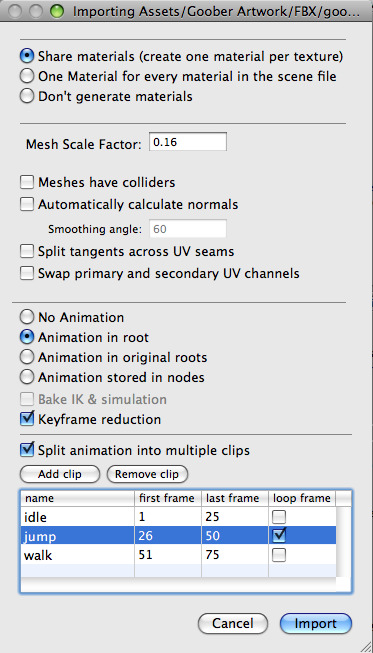 Importing Assets/Goober Artwork/FBX/goo...
Share materials (create one material per texture)
One Material for every material in the scene file
Don't generate materials
Mesh Scale Factor: 0.16
Meshes have colliders
Automatically calculate normals
Smoothing angle: 60
Split tangents across UV seams
Swap primary and secondary UV channels
No Animation
Animation in root
Animation in original roots
Animation stored in nodes
Bake IK & simulation
Keyframe reduction
Split animation into multiple clips
Add clip Remove clip
name first frame last frame loop frame
idle 1 25
jump 26 50
walk 51 75
Cancel Import